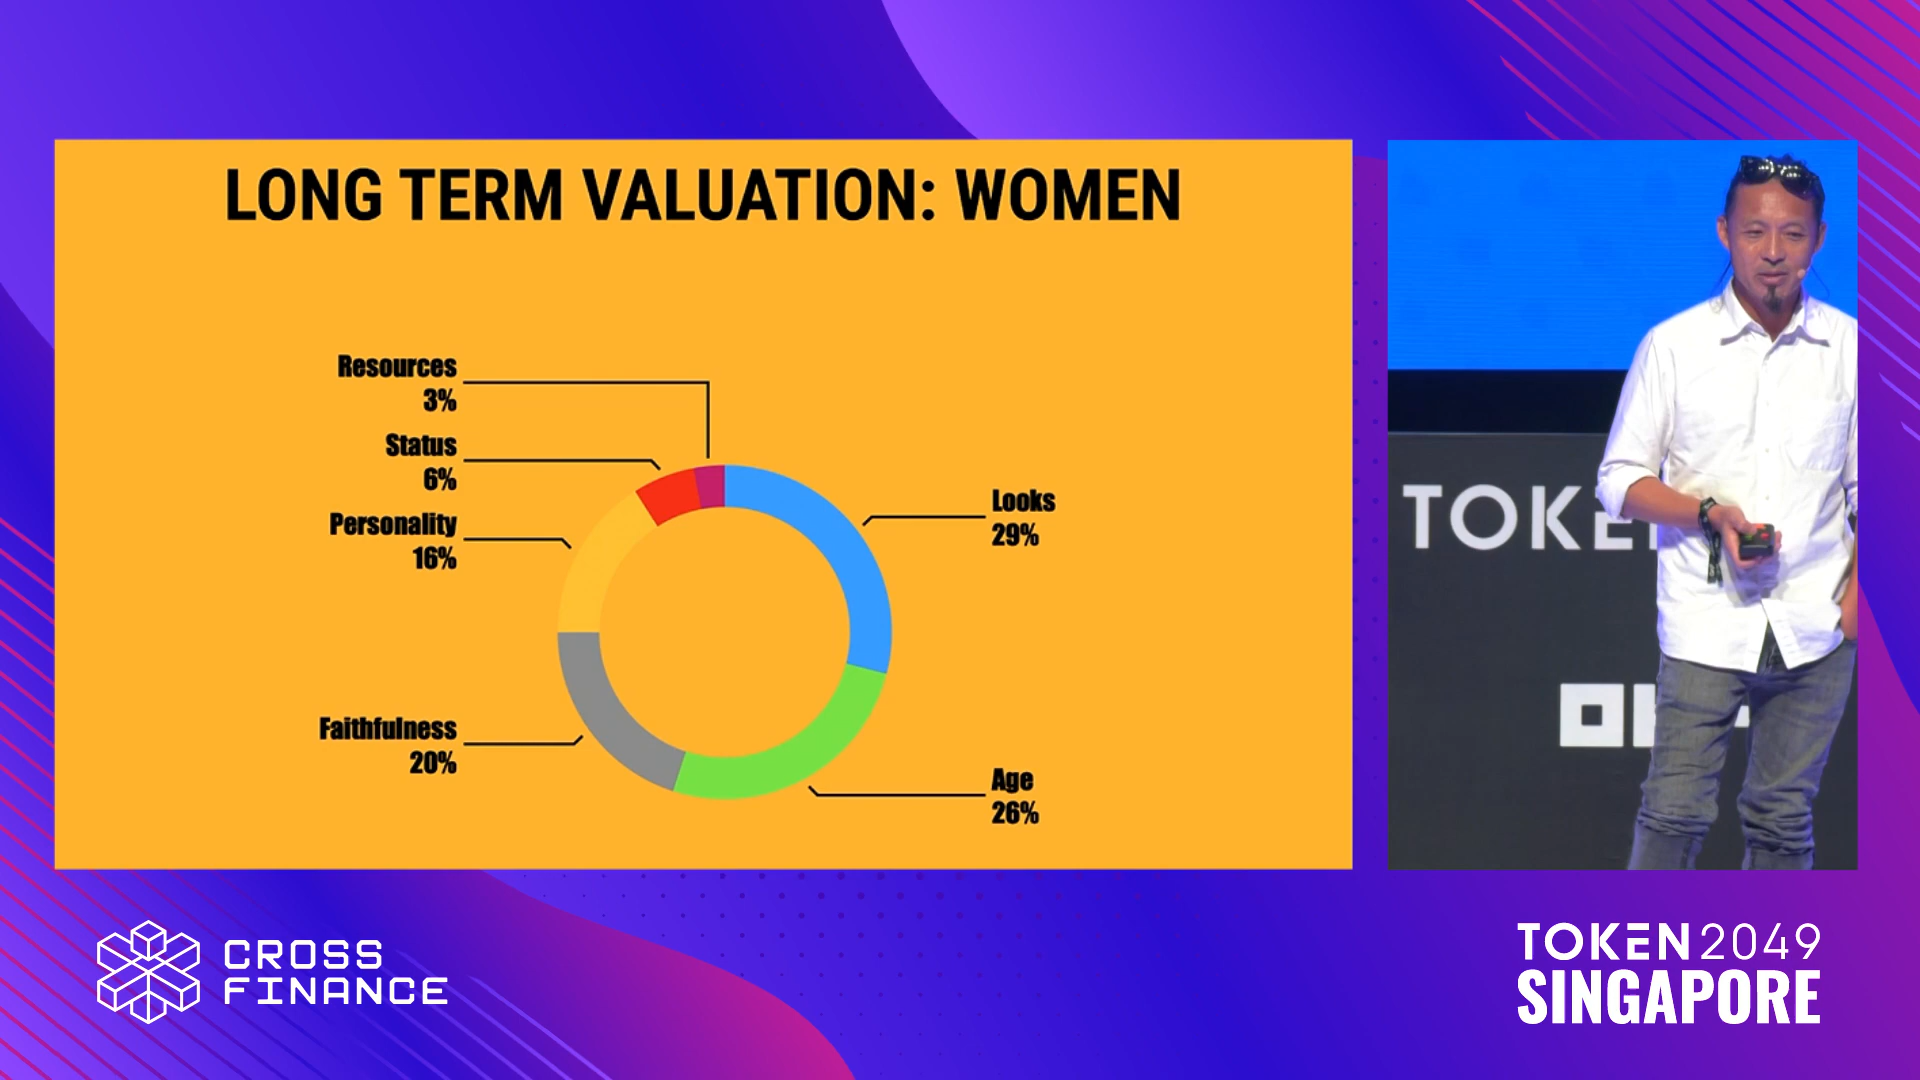 LONG TERM VALUATION: WOMEN
Resources
3%
Status
6%
Personality
16%
Faithfulness
20%
Looks
29%
Age
26%
CROSS
FINANCE
TOKEN2049
SINGAPORE